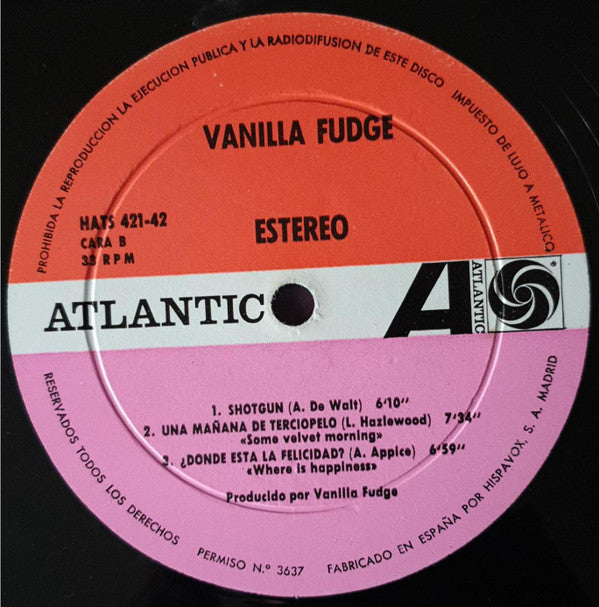 PROHIBIDA LA REPRODUCCION LA EJECUCION PUBLICA Y LA RADIODIFUSION DE ESTE DISCO
IMPUESTO DE LUJO A METALICO
VANILLA FUDGE
HATS 421-42
CARA B
33 RPM
ESTEREO
ATLANTIC
A
ATLANTIC
®
1. SHOTGUN (A. De Walt) 6'10''
2. UNA MAÑANA DE TERCIOPELO (L. Hazlewood) 7'34''
«Some velvet morning»
3. ¿DONDE ESTA LA FELICIDAD? (A. Appice) 6'59''
«Where is happiness»
Producido por Vanilla Fudge
RESERVADOS TODOS LOS DERECHOS
PERMISO N.º 3637
FABRICADO EN ESPAÑA POR HISPAVOX, S. A. MADRID